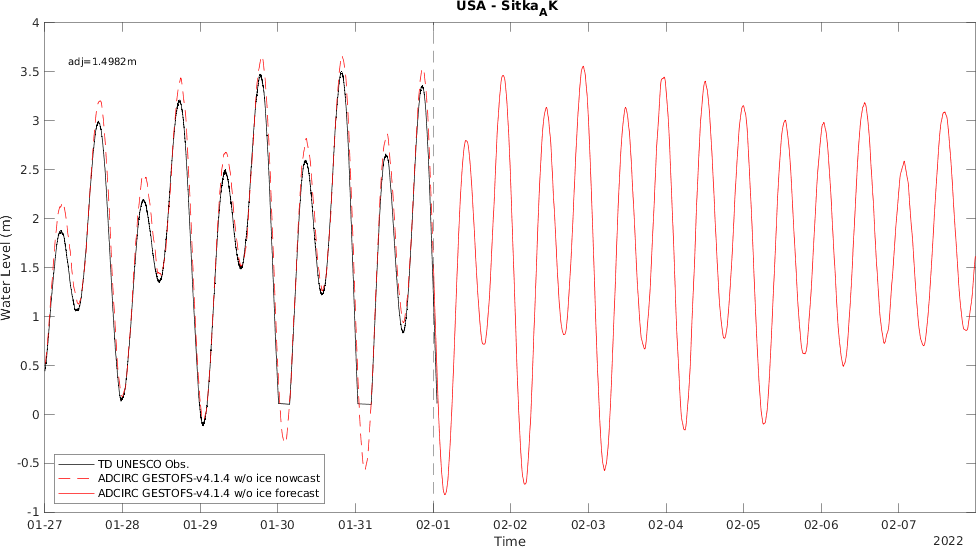 USA - Sitka_AK
4
3.5
3
2.5
2
1.5
1
0.5
0
-0.5
-1
adj=1.4982m
Water Level (m)
TD UNESCO Obs.
ADCIRC GESTOFS-v4.1.4 w/o ice nowcast
ADCIRC GESTOFS-v4.1.4 w/o ice forecast
01-27 01-28 01-29 01-30 01-31 02-01 02-02 02-03 02-04 02-05 02-06 02-07
Time
2022